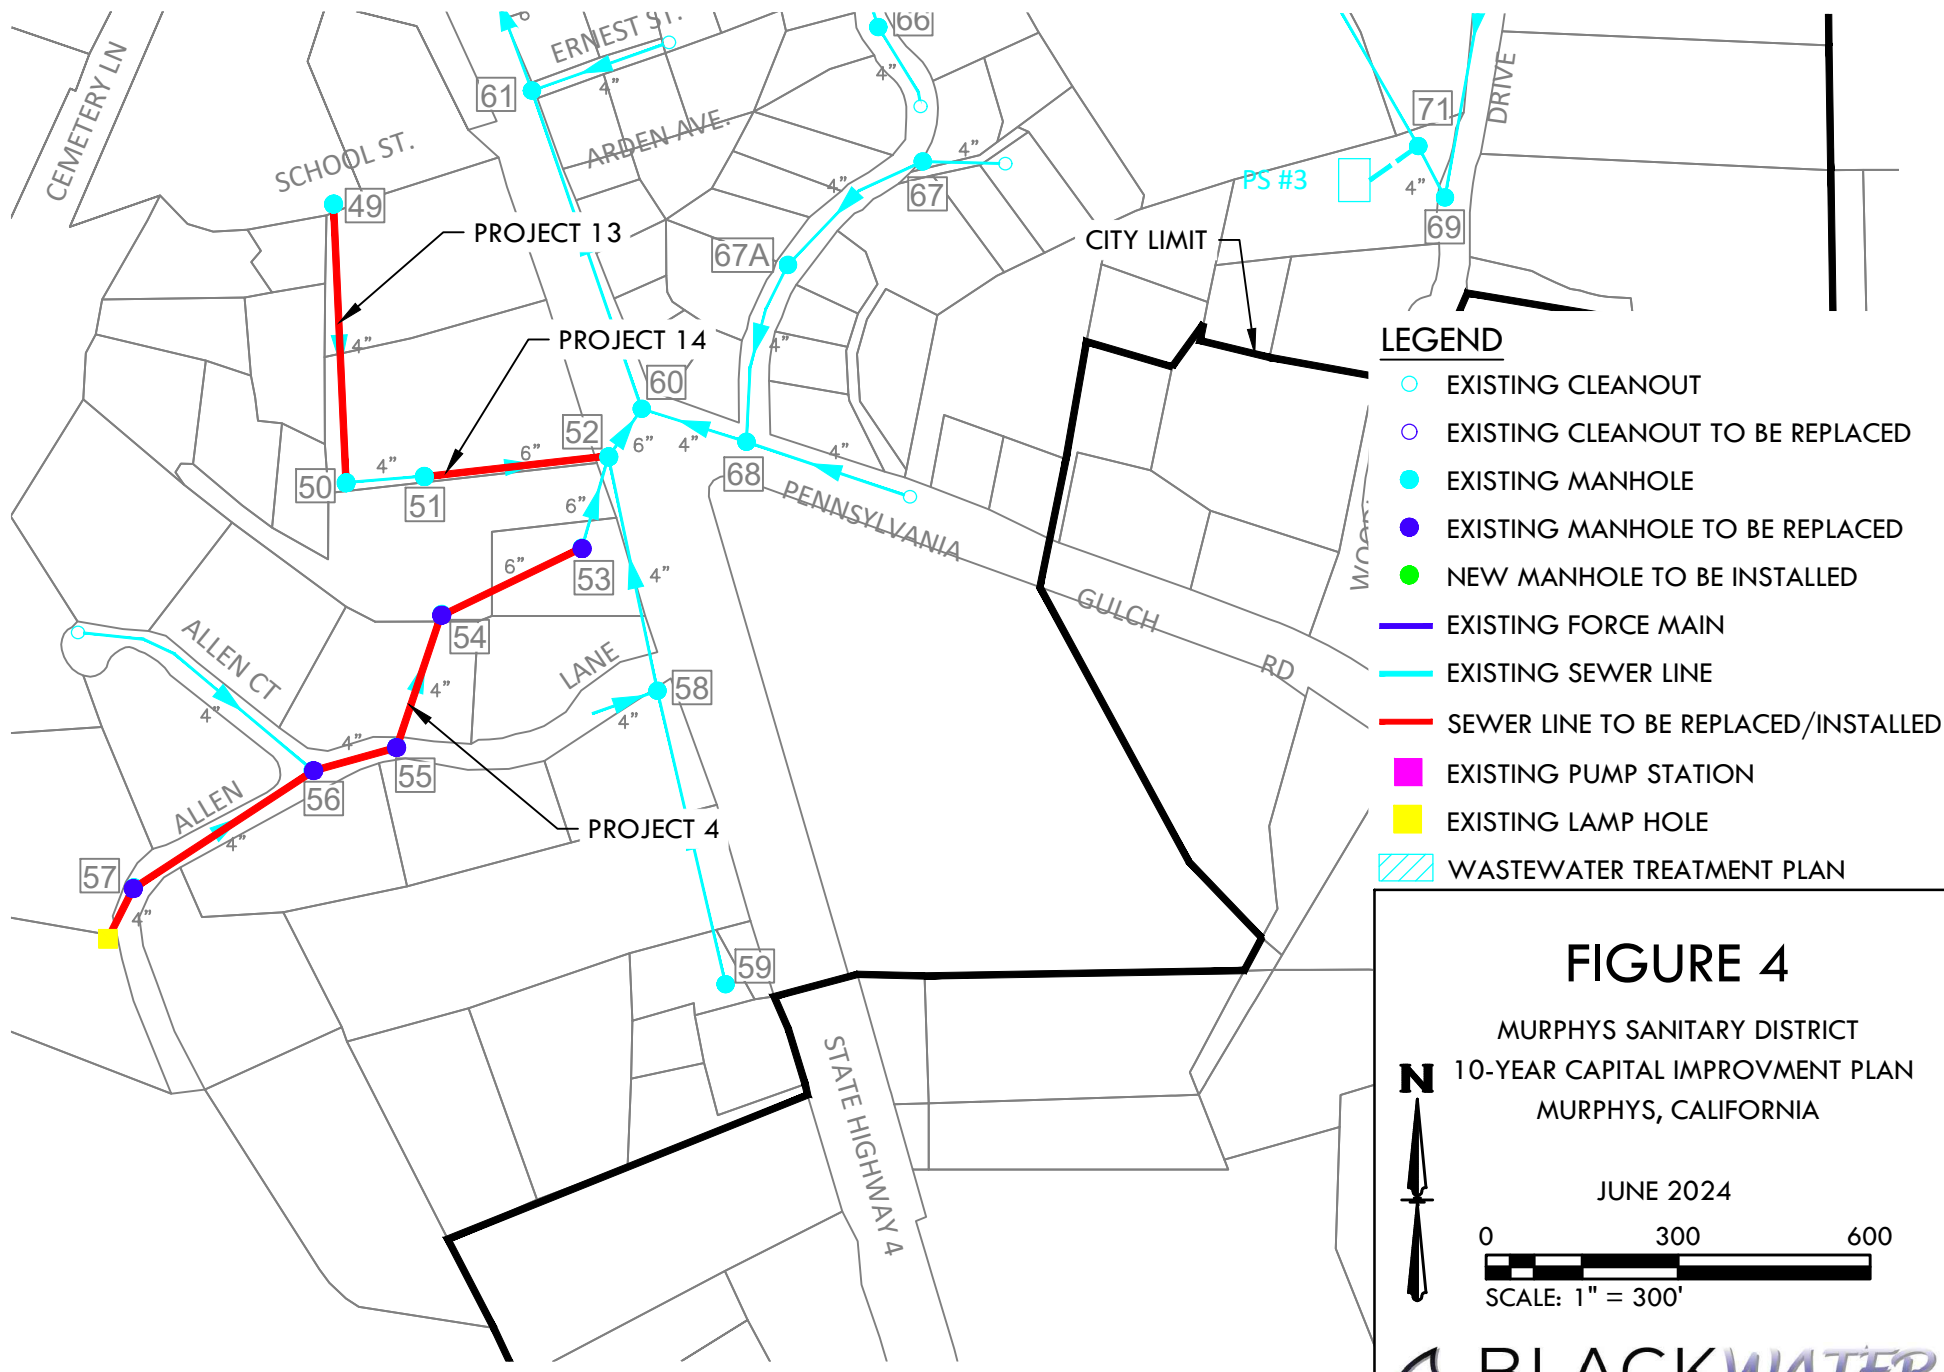 CEMETERY LN
SCHOOL ST.
ERNEST ST.
ARDEN AVE.
66
4"
61
4"
49
PROJECT 13
67A
67
4"
4"
4"
PS #3
71
4"
69
DRIVE
CITY LIMIT
4"
PROJECT 14
60
4"
52
6"
6"
4"
4"
68
50
4"
51
6"
53
6"
54
4"
PENNSYLVANIA
GULCH
RD
ALLEN CT
4"
LANE
58
4"
4"
4"
55
56
ALLEN
4"
57
4"
PROJECT 4
59
STATE HIGHWAY 4
LEGEND
EXISTING CLEANOUT
EXISTING CLEANOUT TO BE REPLACED
EXISTING MANHOLE
EXISTING MANHOLE TO BE REPLACED
NEW MANHOLE TO BE INSTALLED
EXISTING FORCE MAIN
EXISTING SEWER LINE
SEWER LINE TO BE REPLACED/INSTALLED
EXISTING PUMP STATION
EXISTING LAMP HOLE
WASTEWATER TREATMENT PLAN
FIGURE 4
MURPHYS SANITARY DISTRICT
10-YEAR CAPITAL IMPROVMENT PLAN
MURPHYS, CALIFORNIA
N
JUNE 2024
0 300 600
SCALE: 1" = 300'
BLACKWATER